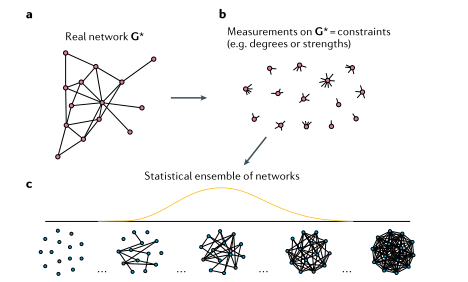 a
Real network G*
b
Measurements on G* = constraints
(e.g. degrees or strengths)
Statistical ensemble of networks
c
... ... ... ...